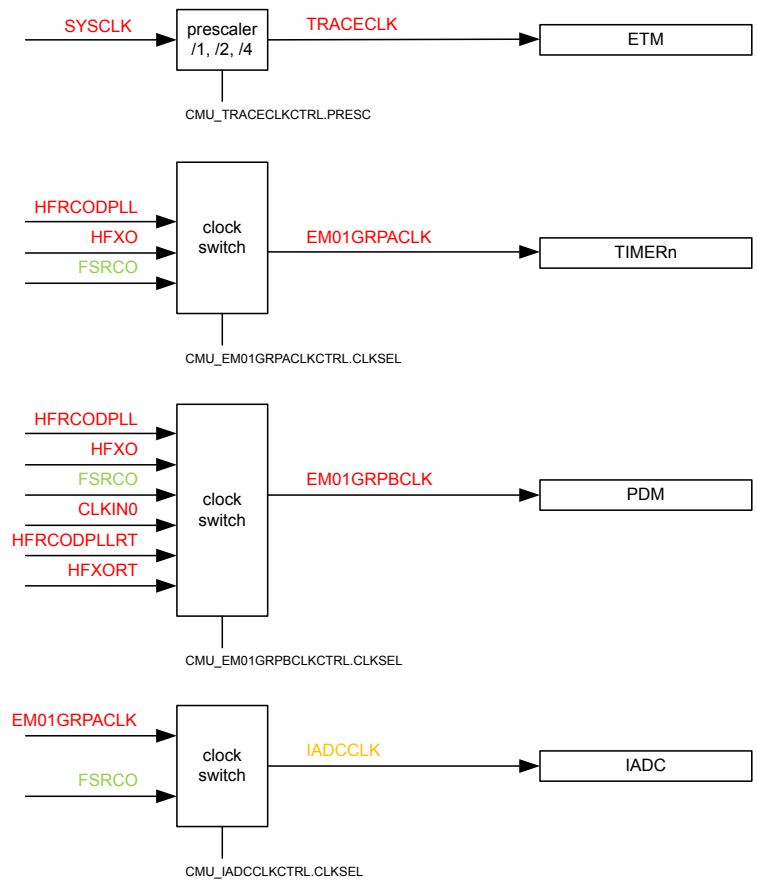 SYSCLK
prescaler
/1, /2, /4
TRACECLK
ETM
CMU_TRACECLKCTRL.PRESC
HFRCODPLL
HFXO
FSRCO
clock
switch
EM01GRPACLK
TIMERn
CMU_EM01GRPACLKCTRL.CLKSEL
HFRCODPLL
HFXO
FSRCO
CLKIN0
HFRCODPLLRT
HFXORT
clock
switch
EM01GRPBCLK
PDM
CMU_EM01GRPBCLKCTRL.CLKSEL
EM01GRPACLK
FSRCO
clock
switch
IADCCLK
IADC
CMU_IADCCLKCTRL.CLKSEL